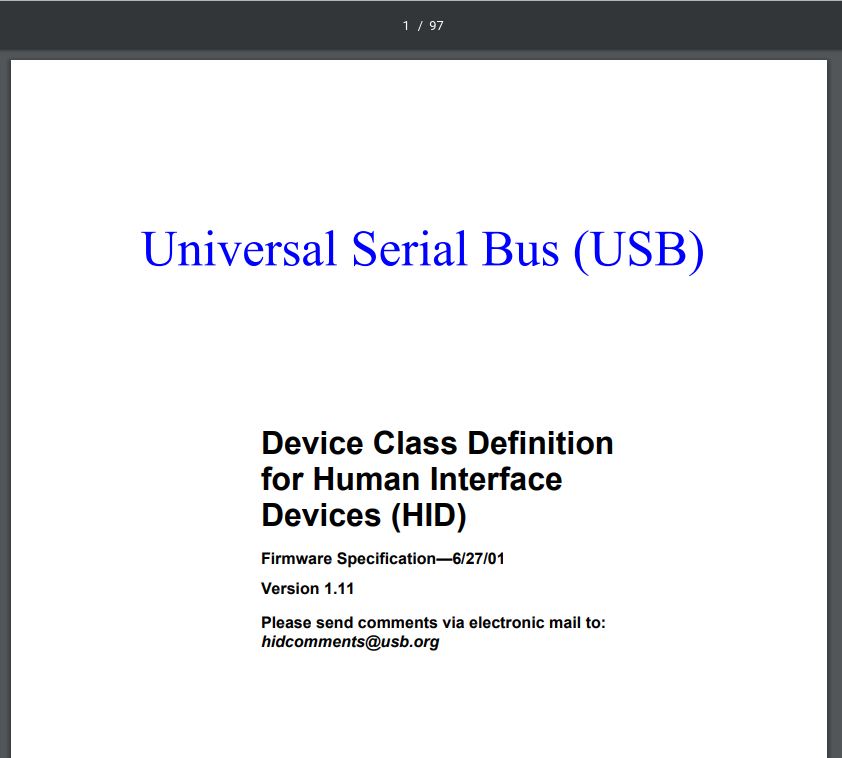 1 / 97
Universal Serial Bus (USB)
Device Class Definition
for Human Interface
Devices (HID)
Firmware Specification—6/27/01
Version 1.11
Please send comments via electronic mail to:
hidcomments@usb.org